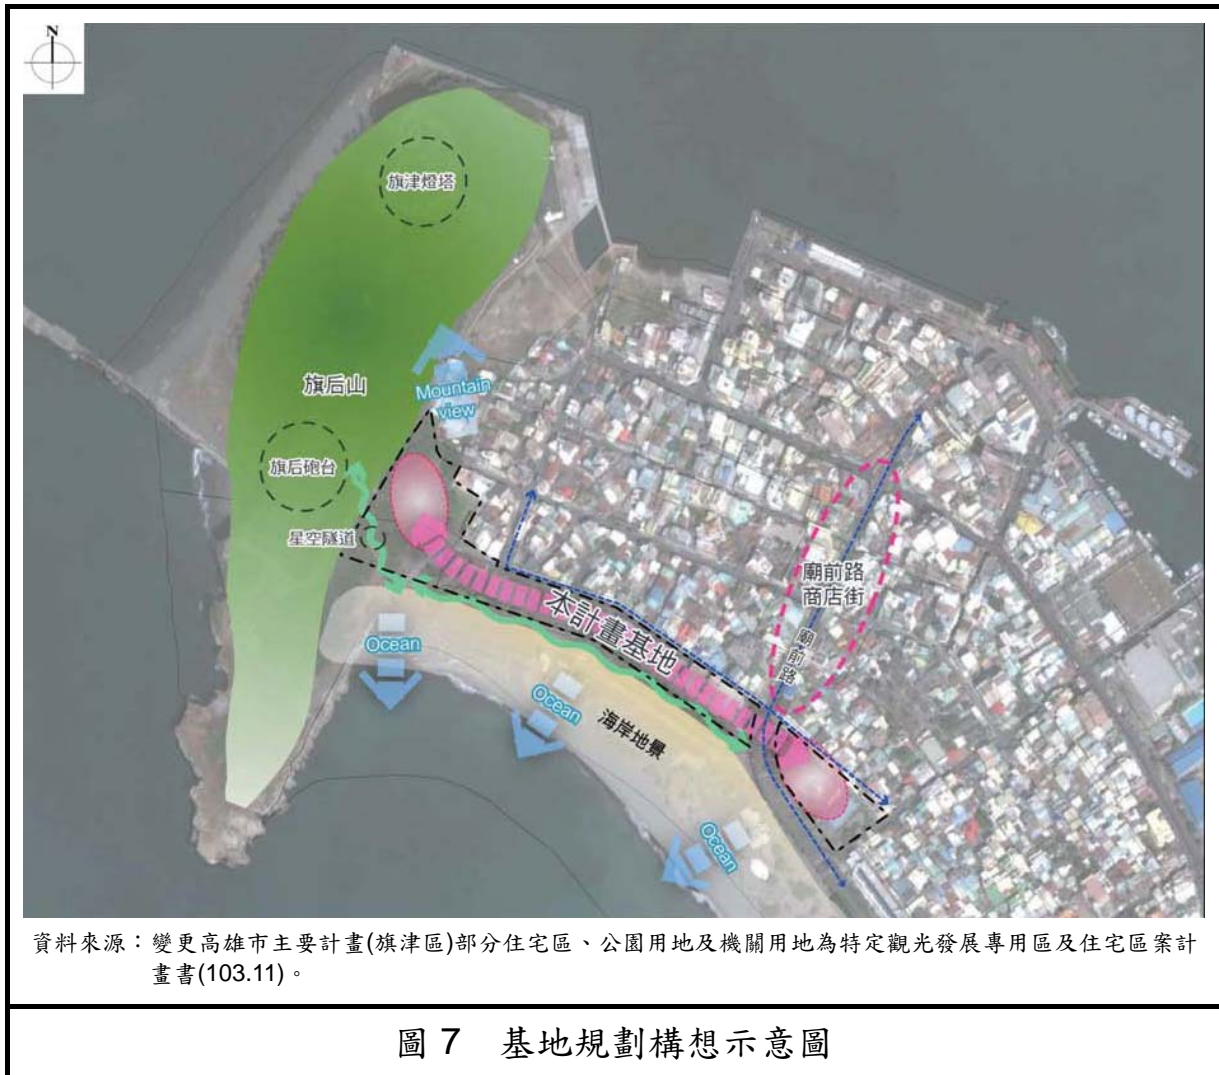 N
旗津燈塔
旗后山
Mountain
view
旗后砲台
星空隧道
廟前路
商店街
廟前路
本計畫基地
Ocean
Ocean
海岸地景
Ocean
資料來源：變更高雄市主要計畫(旗津區)部分住宅區、公園用地及機關用地為特定觀光發展專用區及住宅區案計
畫書(103.11)。
圖 7 基地規劃構想示意圖